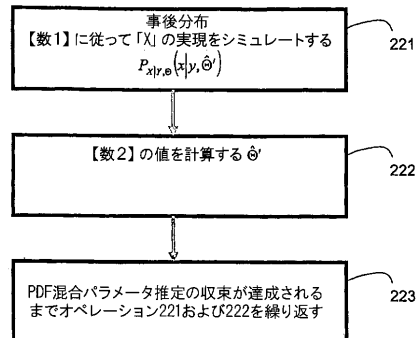 事後分布
【数1】に従って「X」の実現をシミュレートする
P_{x|Y,Θ}(x|y,Θ̂')
221
【数2】の値を計算する Θ̂'
222
PDF混合パラメータ推定の収束が達成される
までオペレーション221および222を繰り返す
223